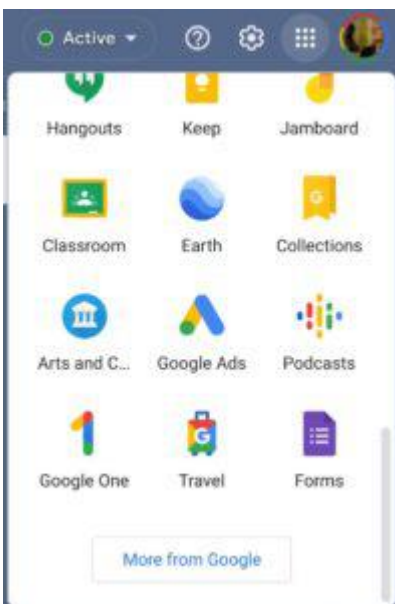 Active
Hangouts Keep Jamboard
Classroom Earth Collections
Arts and C... Google Ads Podcasts
Google One Travel Forms
More from Google